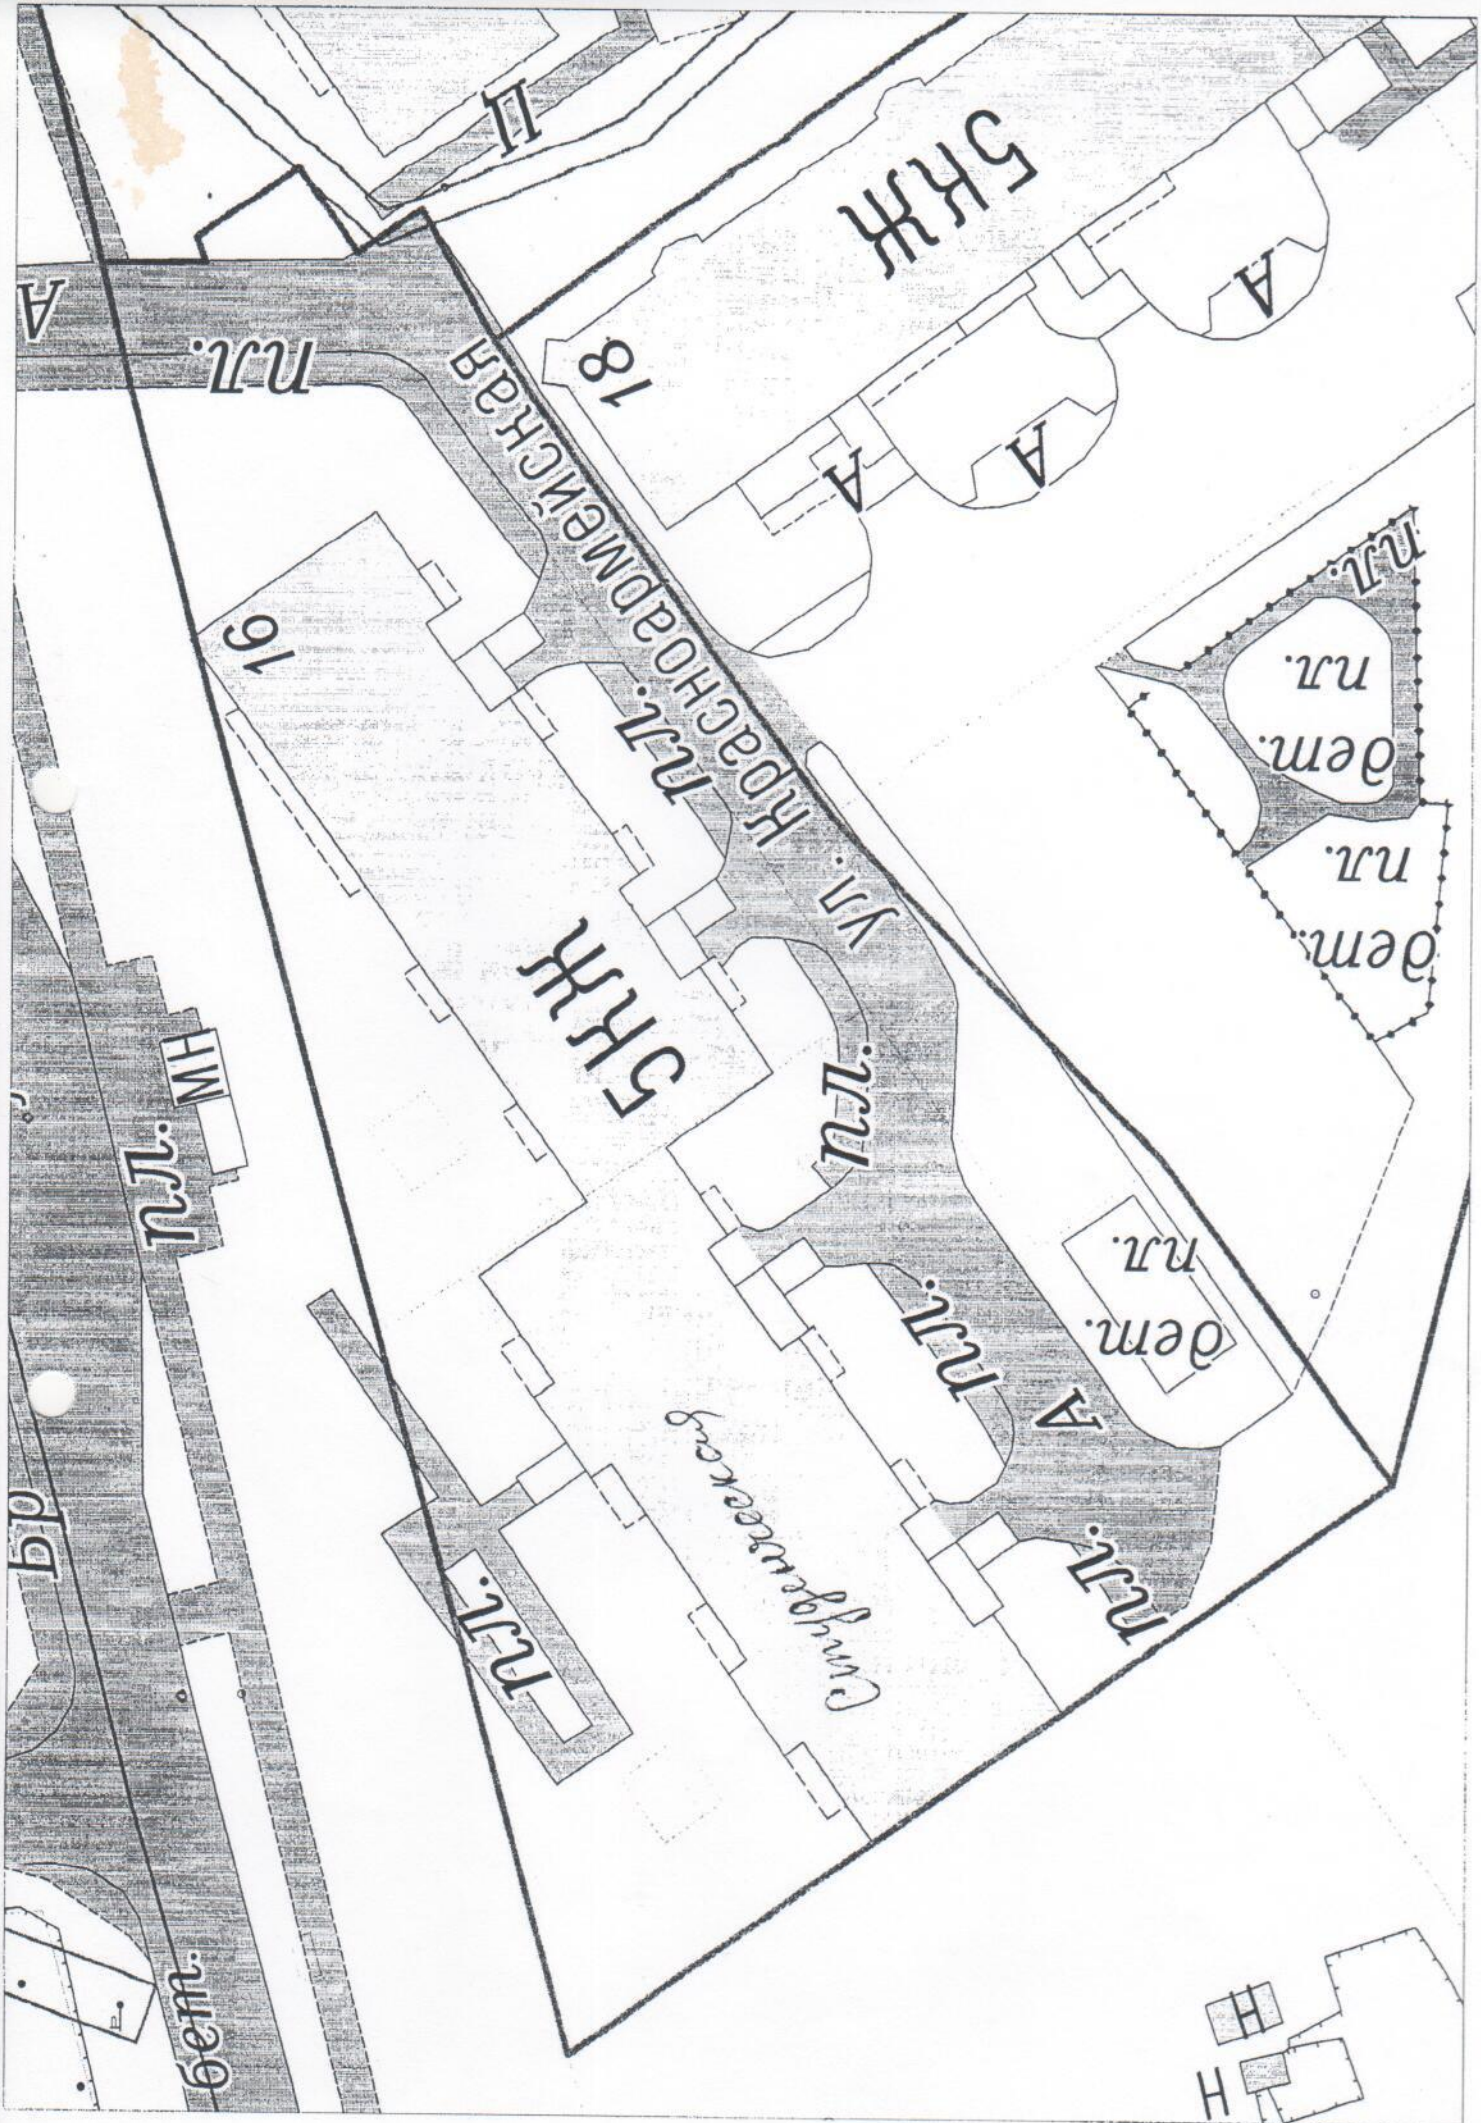 Н
Н
бет.
пл.
пл.
Бр
А
пл.
дет.
пл.
пл.
пл.
МН
5КЖ
дет.
пл.
дет.
пл.
ул. Красноармейская
пл.
16
пл.
А
А
18
пл.
А
А
5КЖ
Ц